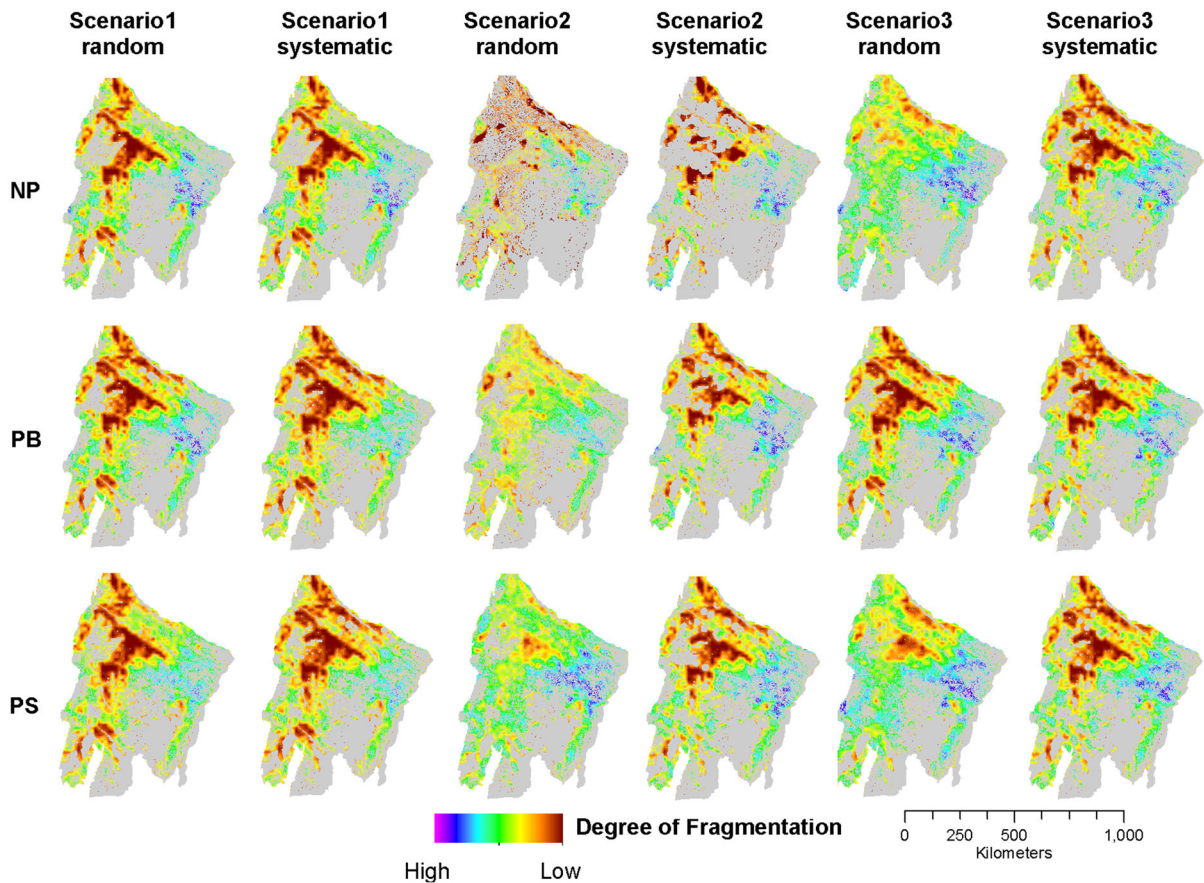 Scenario1 random
Scenario1 systematic
Scenario2 random
Scenario2 systematic
Scenario3 random
Scenario3 systematic
NP
PB
PS
Degree of Fragmentation
High Low
0 250 500 1,000
Kilometers